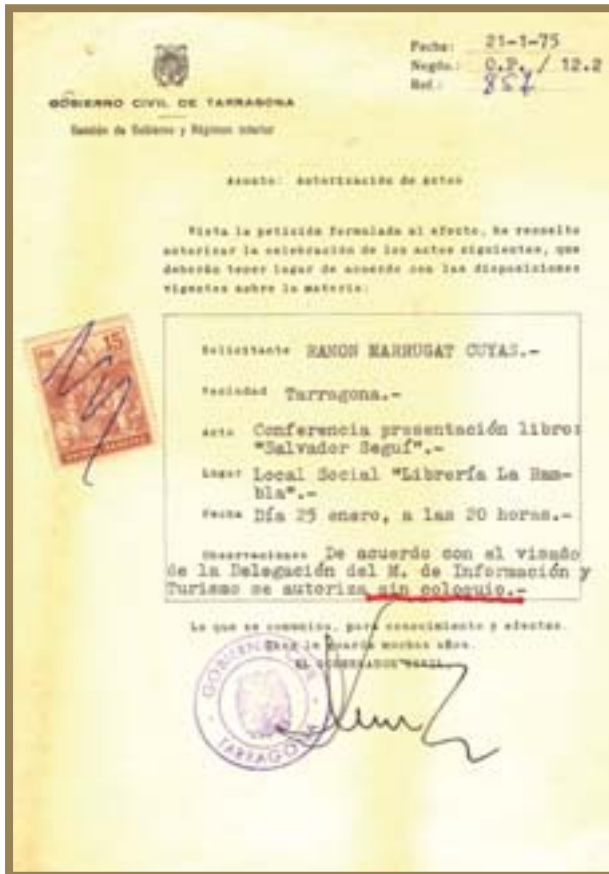 Fecha: 21-1-75
Negdo.: O.P. / 12.2
Ref.: 857
GOBIERNO CIVIL DE TARRAGONA
Sección de Gobierno y Régimen interior
Asunto: Autorización de Actos
Vista la petición formulada al efecto, he resuelto
autorizar la celebración de los actos siguientes, que
deberán tener lugar de acuerdo con las disposiciones
vigentes sobre la materia:
15
Solicitante RAMON MARRUGAT CUYAS.-
Vecindad Tarragona.-
Acto Conferencia presentación libro:
"Salvador Seguí".-
Lugar Local Social "Librería La Ram-
bla".-
Fecha Día 25 enero, a las 20 horas.-
Observaciones De acuerdo con el visado
de la Delegación del M. de Información y
Turismo se autoriza sin coloquio.-
Lo que se comunica, para conocimiento y efectos.
Dios le guarde muchos años.
EL GOBERNADOR CIVIL
GOBIERNO CIVIL DE
TARRAGONA